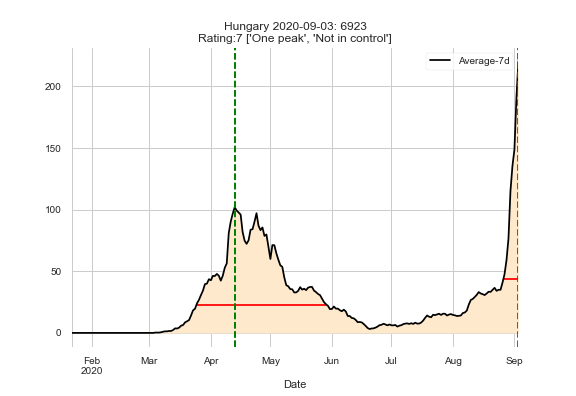 Hungary 2020-09-03: 6923
Rating:7 ['One peak', 'Not in control']
Average-7d
200
150
100
50
0
Feb Mar Apr May Jun Jul Aug Sep
2020
Date